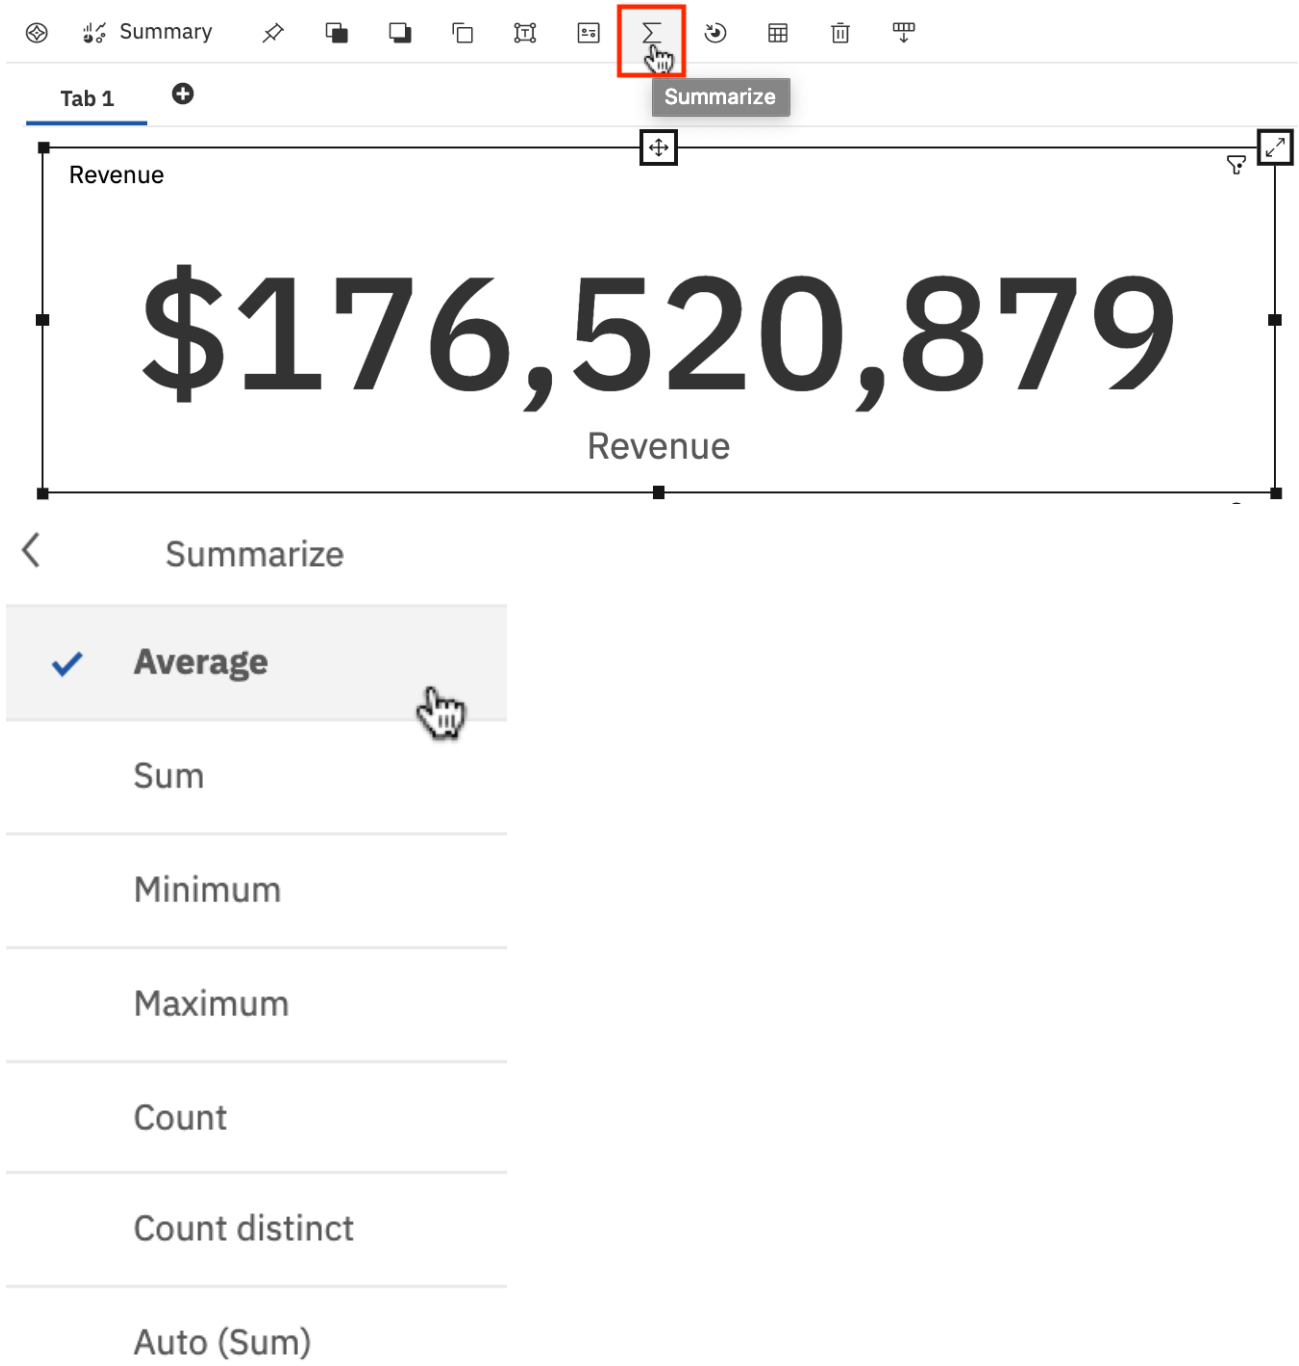 Summary
Tab 1
Summarize
Revenue
$176,520,879
Revenue
Summarize
Average
Sum
Minimum
Maximum
Count
Count distinct
Auto (Sum)